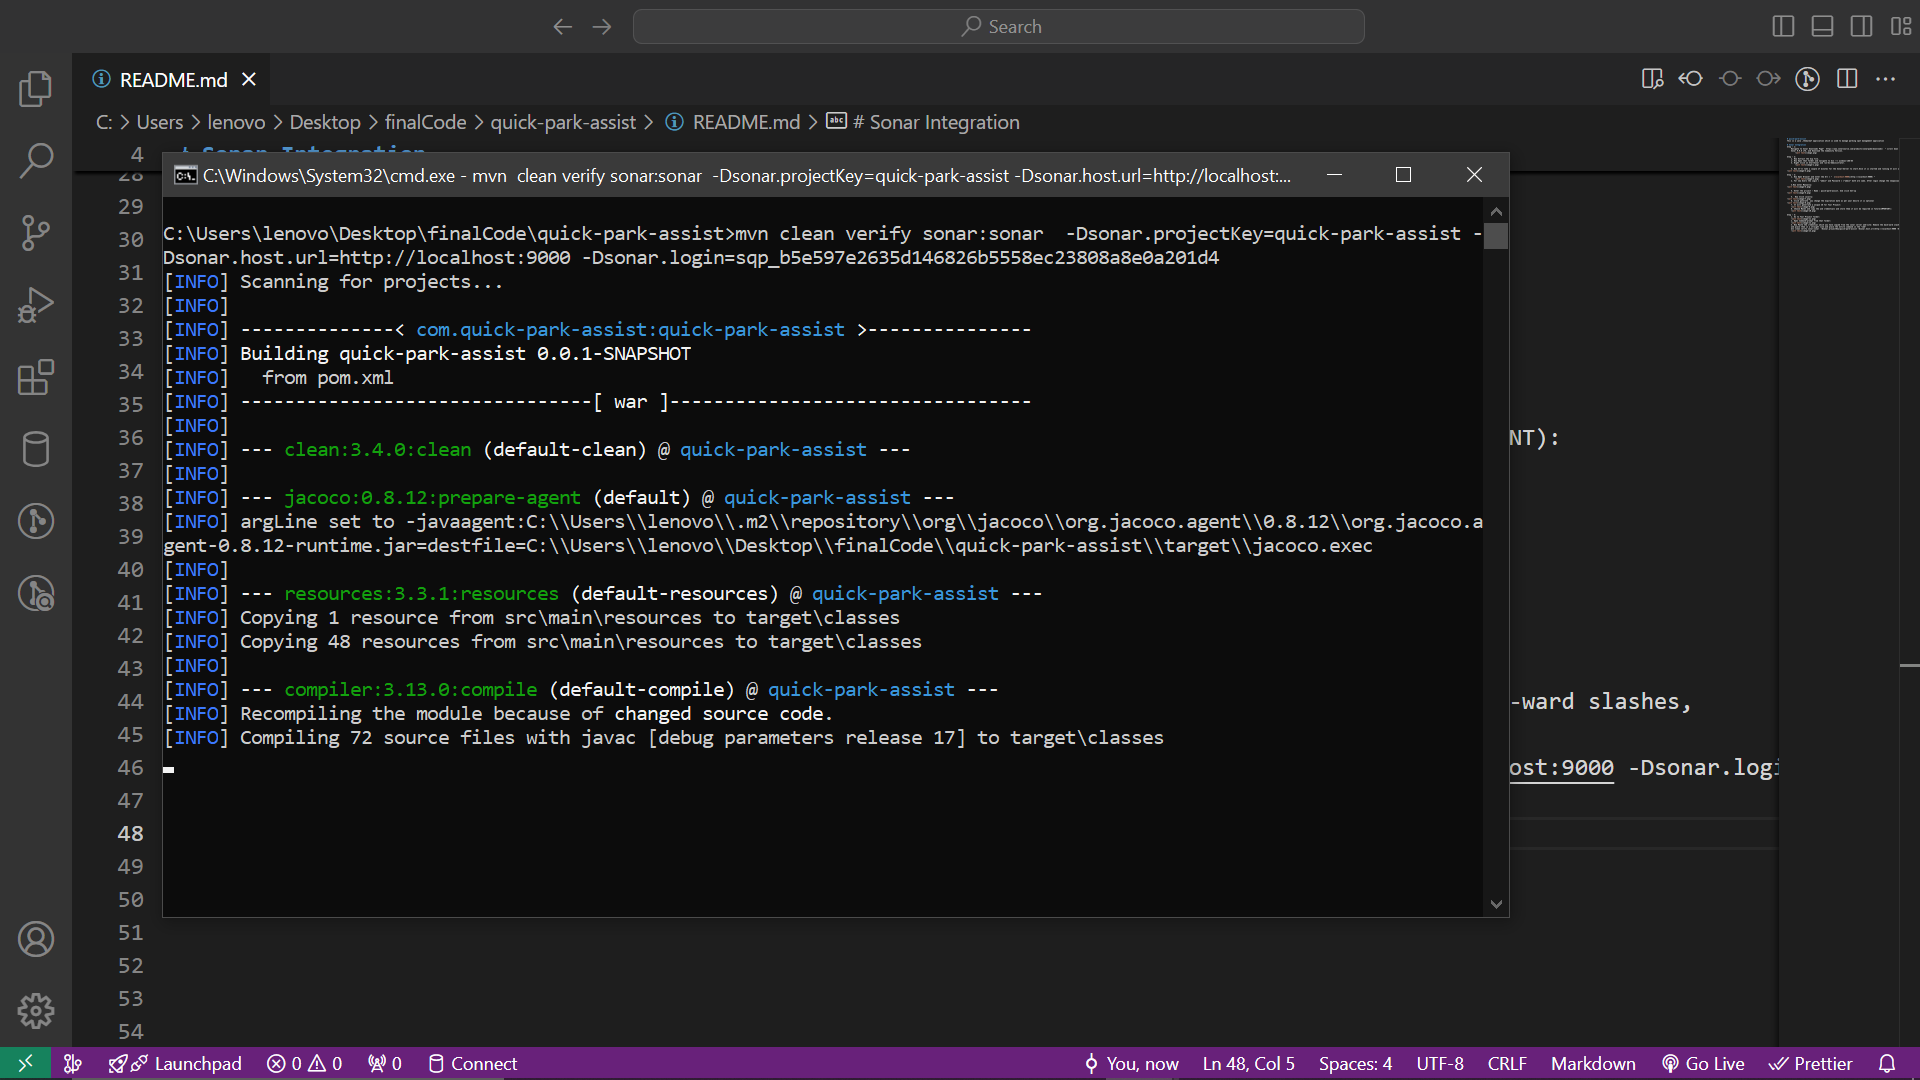 Search
README.md
C: > Users > lenovo > Desktop > finalCode > quick-park-assist > README.md > # Sonar Integration
4 # Sonar Integration
28
29
30
31
32
33
34
35
36
37
38
39
40
41
42
43
44
45
46
47
48
49
50
51
52
53
54
C:\Windows\System32\cmd.exe - mvn  clean verify sonar:sonar  -Dsonar.projectKey=quick-park-assist -Dsonar.host.url=http://localhost:...
C:\Users\lenovo\Desktop\finalCode\quick-park-assist>mvn clean verify sonar:sonar  -Dsonar.projectKey=quick-park-assist -
Dsonar.host.url=http://localhost:9000 -Dsonar.login=sqp_b5e597e2635d146826b5558ec23808a8e0a201d4
[INFO] Scanning for projects...
[INFO]
[INFO] --------------< com.quick-park-assist:quick-park-assist >---------------
[INFO] Building quick-park-assist 0.0.1-SNAPSHOT
[INFO]   from pom.xml
[INFO] --------------------------------[ war ]---------------------------------
[INFO]
[INFO] --- clean:3.4.0:clean (default-clean) @ quick-park-assist ---
[INFO]
[INFO] --- jacoco:0.8.12:prepare-agent (default) @ quick-park-assist ---
[INFO] argLine set to -javaagent:C:\\Users\\lenovo\\.m2\\repository\\org\\jacoco\\org.jacoco.agent\\0.8.12\\org.jacoco.a
gent-0.8.12-runtime.jar=destfile=C:\\Users\\lenovo\\Desktop\\finalCode\\quick-park-assist\\target\\jacoco.exec
[INFO]
[INFO] --- resources:3.3.1:resources (default-resources) @ quick-park-assist ---
[INFO] Copying 1 resource from src\main\resources to target\classes
[INFO] Copying 48 resources from src\main\resources to target\classes
[INFO]
[INFO] --- compiler:3.13.0:compile (default-compile) @ quick-park-assist ---
[INFO] Recompiling the module because of changed source code.
[INFO] Compiling 72 source files with javac [debug parameters release 17] to target\classes
NT):
-ward slashes,
ost:9000 -Dsonar.logi
Launchpad 0 0 0 Connect You, now Ln 48, Col 5 Spaces: 4 UTF-8 CRLF Markdown Go Live Prettier